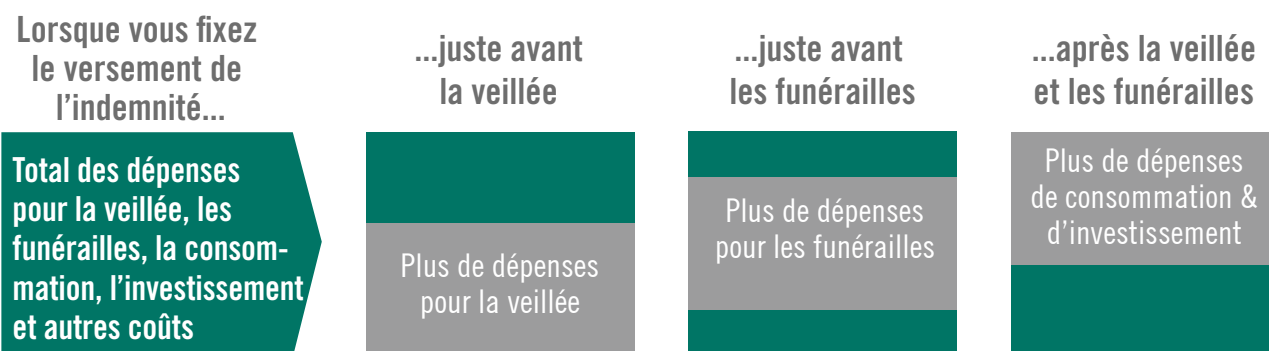 Lorsque vous fixez
le versement de
l'indemnité...
...juste avant
la veillée
...juste avant
les funérailles
...après la veillée
et les funérailles
Total des dépenses
pour la veillée, les
funérailles, la consom-
mation, l'investissement
et autres coûts
Plus de dépenses
pour la veillée
Plus de dépenses
pour les funérailles
Plus de dépenses
de consommation &
d'investissement